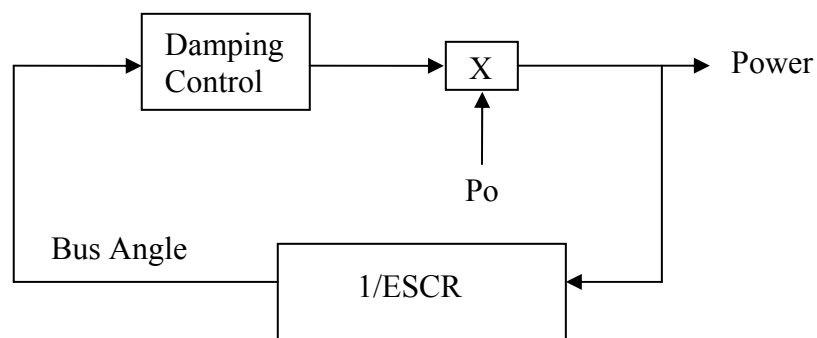 Damping
Control
X
Power
Po
Bus Angle
1/ESCR